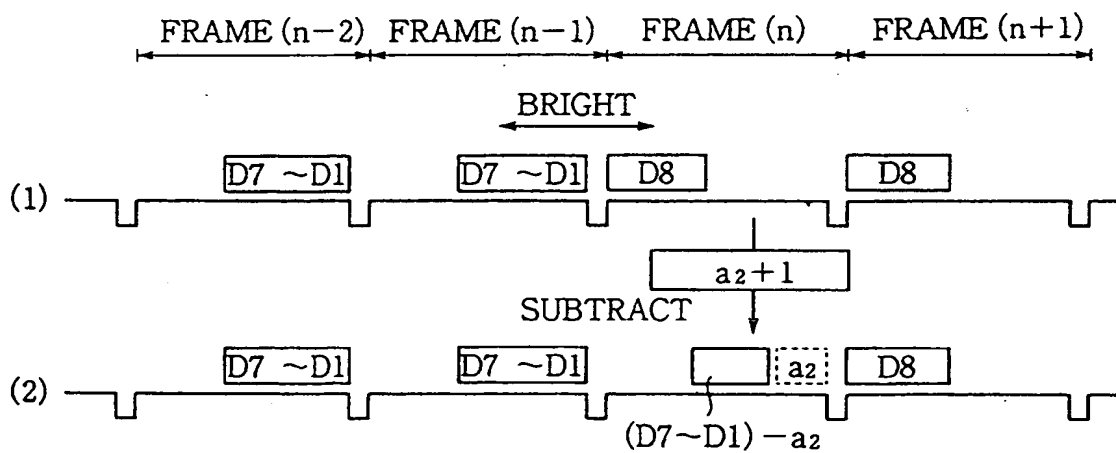 FRAME (n-2) FRAME (n-1) FRAME (n) FRAME (n+1)
BRIGHT
D7 ~D1 D7 ~D1 D8 D8
(1)
a2+1
SUBTRACT
D7 ~D1 D7 ~D1 a2 D8
(2)
(D7~D1) -a2